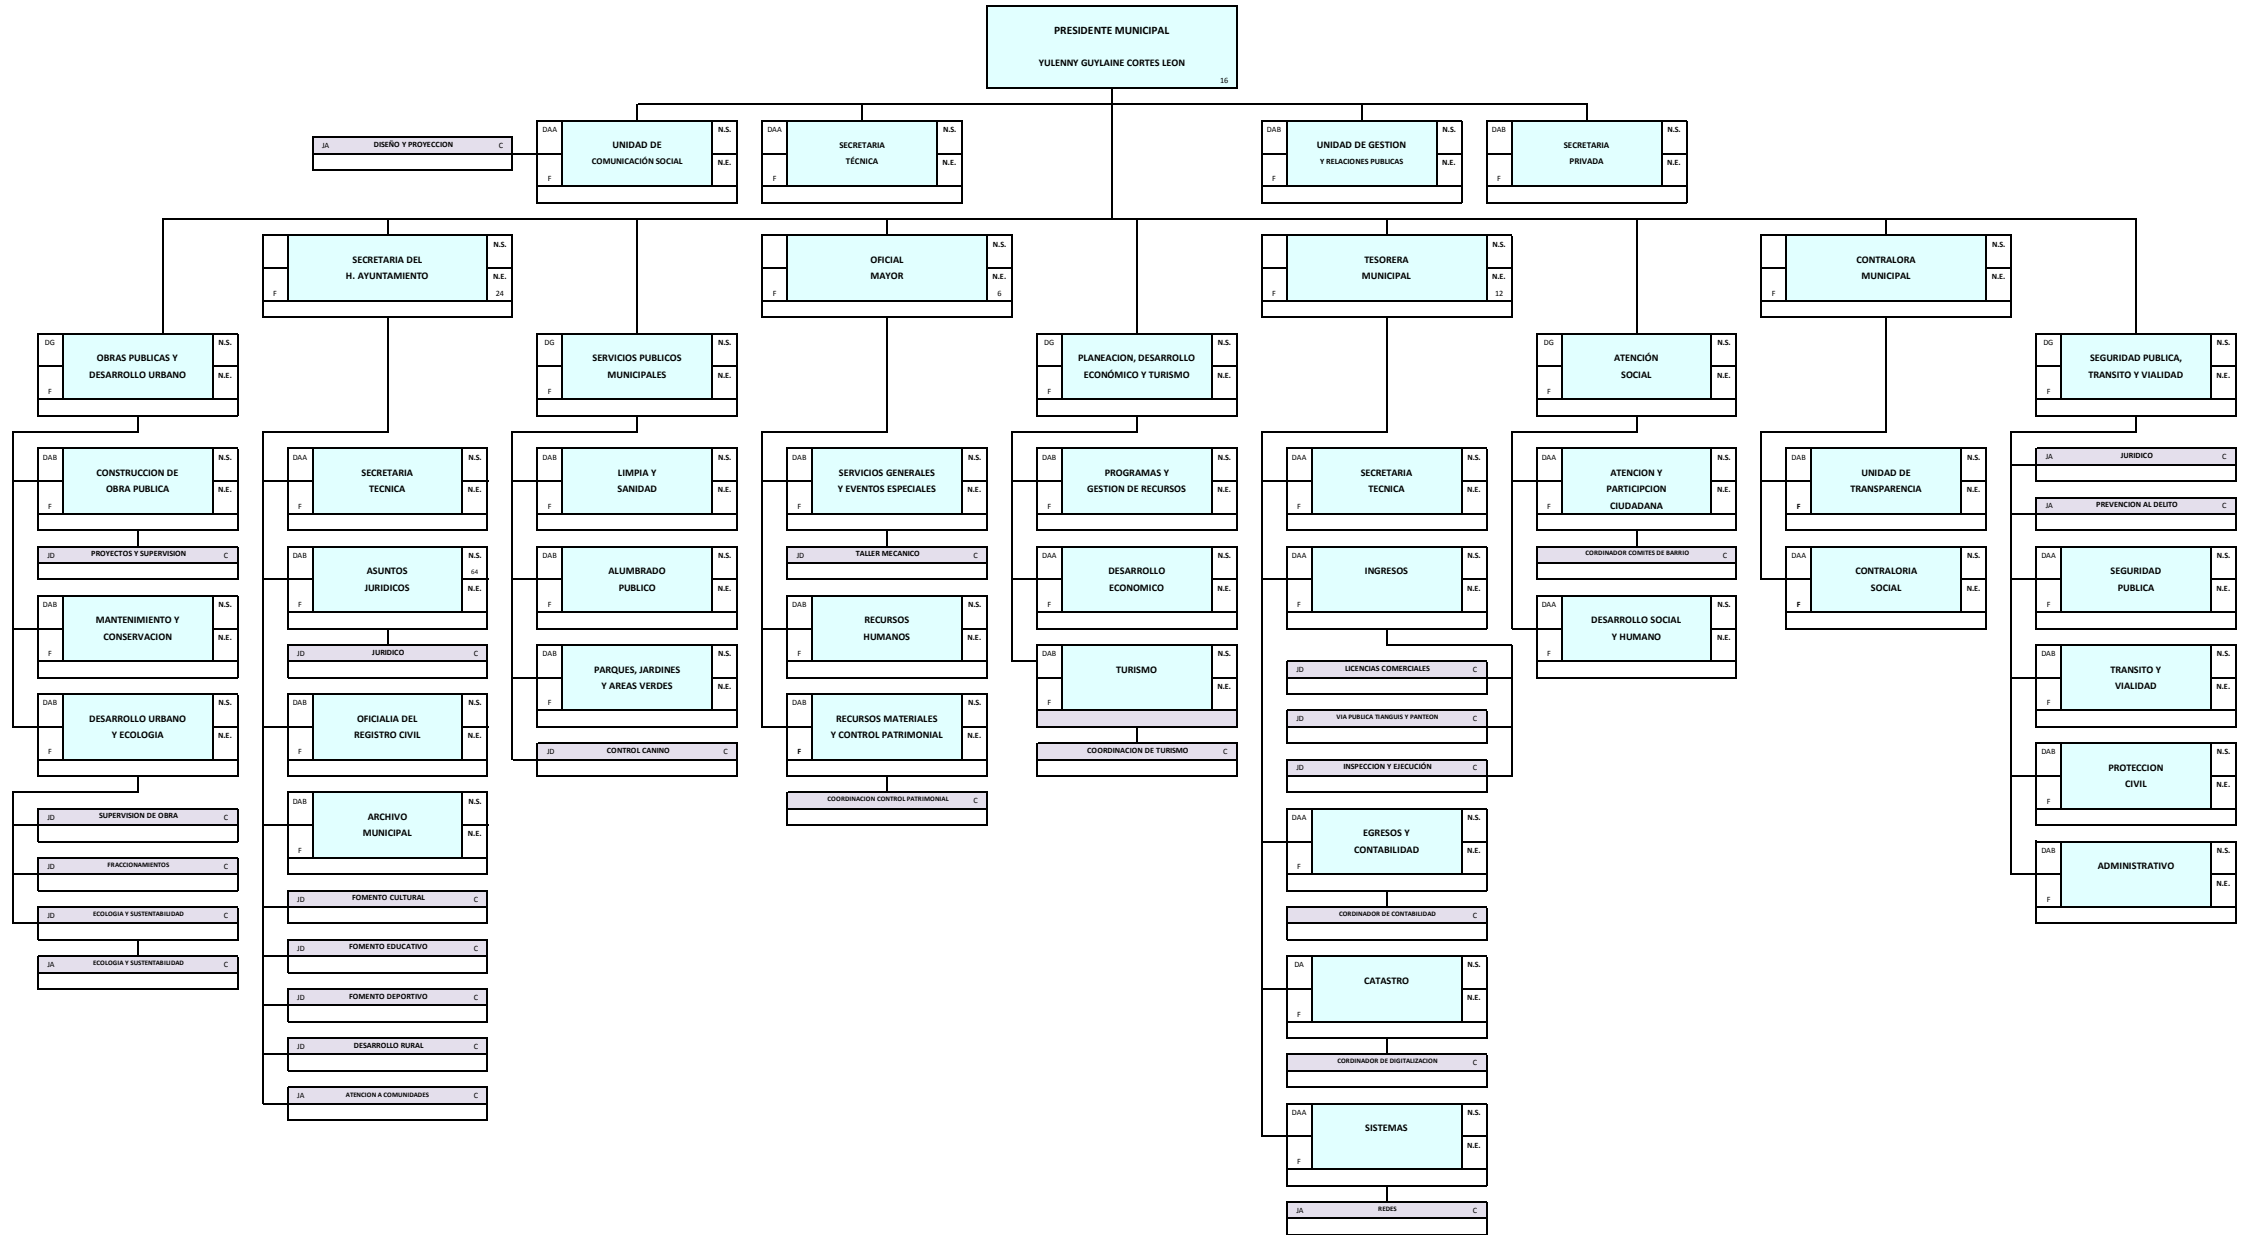 PRESIDENTE MUNICIPAL
YULENNY GUYLAINE CORTES LEON
16
JA DISEÑO Y PROYECCION C
DAA N.S.
UNIDAD DE
COMUNICACIÓN SOCIAL N.E.
F
DAA N.S.
SECRETARIA
TÉCNICA N.E.
F
DAB N.S.
UNIDAD DE GESTION
Y RELACIONES PUBLICAS N.E.
F
DAB N.S.
SECRETARIA
PRIVADA N.E.
F
N.S.
SECRETARIA DEL
H. AYUNTAMIENTO N.E.
F 24
N.S.
OFICIAL
MAYOR N.E.
F 6
N.S.
TESORERA
MUNICIPAL N.E.
F 12
N.S.
CONTRALORA
MUNICIPAL N.E.
F
DG N.S.
OBRAS PUBLICAS Y
DESARROLLO URBANO N.E.
F
DG N.S.
SERVICIOS PUBLICOS
MUNICIPALES N.E.
F
DG N.S.
PLANEACION, DESARROLLO
ECONÓMICO Y TURISMO N.E.
F
DG N.S.
ATENCIÓN
SOCIAL N.E.
F
DG N.S.
SEGURIDAD PUBLICA,
TRANSITO Y VIALIDAD N.E.
F
DAB N.S.
CONSTRUCCION DE
OBRA PUBLICA N.E.
F
JD PROYECTOS Y SUPERVISION C
DAB N.S.
MANTENIMIENTO Y
CONSERVACION N.E.
F
DAB N.S.
DESARROLLO URBANO
Y ECOLOGIA N.E.
F
JD SUPERVISION DE OBRA C
JD FRACCIONAMIENTOS C
JD ECOLOGIA Y SUSTENTABILIDAD C
JA ECOLOGIA Y SUSTENTABILIDAD C
DAA N.S.
SECRETARIA
TECNICA N.E.
F
DAB N.S.
ASUNTOS 64
JURIDICOS N.E.
F
JD JURIDICO C
DAB N.S.
OFICIALIA DEL
REGISTRO CIVIL N.E.
F
DAB N.S.
ARCHIVO
MUNICIPAL N.E.
F
JD FOMENTO CULTURAL C
JD FOMENTO EDUCATIVO C
JD FOMENTO DEPORTIVO C
JD DESARROLLO RURAL C
JA ATENCION A COMUNIDADES C
DAB N.S.
LIMPIA Y
SANIDAD N.E.
F
DAB N.S.
ALUMBRADO
PUBLICO N.E.
F
DAB N.S.
PARQUES, JARDINES
Y AREAS VERDES N.E.
F
JD CONTROL CANINO C
DAB N.S.
SERVICIOS GENERALES
Y EVENTOS ESPECIALES N.E.
F
JD TALLER MECANICO C
DAB N.S.
RECURSOS
HUMANOS N.E.
F
DAB N.S.
RECURSOS MATERIALES
Y CONTROL PATRIMONIAL N.E.
F
COORDINACION CONTROL PATRIMONIAL C
DAB N.S.
PROGRAMAS Y
GESTION DE RECURSOS N.E.
F
DAA N.S.
DESARROLLO
ECONOMICO N.E.
F
DAB N.S.
TURISMO
N.E.
F
COORDINACION DE TURISMO C
DAA N.S.
SECRETARIA
TECNICA N.E.
F
DAA N.S.
INGRESOS
N.E.
F
JD LICENCIAS COMERCIALES C
JD VIA PUBLICA TIANGUIS Y PANTEON C
JD INSPECCION Y EJECUCIÓN C
DAA N.S.
EGRESOS Y
CONTABILIDAD N.E.
F
CORDINADOR DE CONTABILIDAD C
DA N.S.
CATASTRO
N.E.
F
CORDINADOR DE DIGITALIZACION C
DAA N.S.
SISTEMAS
N.E.
F
JA REDES C
DAA N.S.
ATENCION Y
PARTICIPCION N.E.
F CIUDADANA
CORDINADOR COMITES DE BARRIO C
DAA N.S.
DESARROLLO SOCIAL
Y HUMANO N.E.
F
DAB N.S.
UNIDAD DE
TRANSPARENCIA N.E.
F
DAA N.S.
CONTRALORIA
SOCIAL N.E.
F
JA JURIDICO C
JA PREVENCION AL DELITO C
DAA N.S.
SEGURIDAD
PUBLICA N.E.
F
DAB N.S.
TRANSITO Y
VIALIDAD N.E.
F
DAB N.S.
PROTECCION
CIVIL N.E.
F
DAB N.S.
ADMINISTRATIVO
N.E.
F